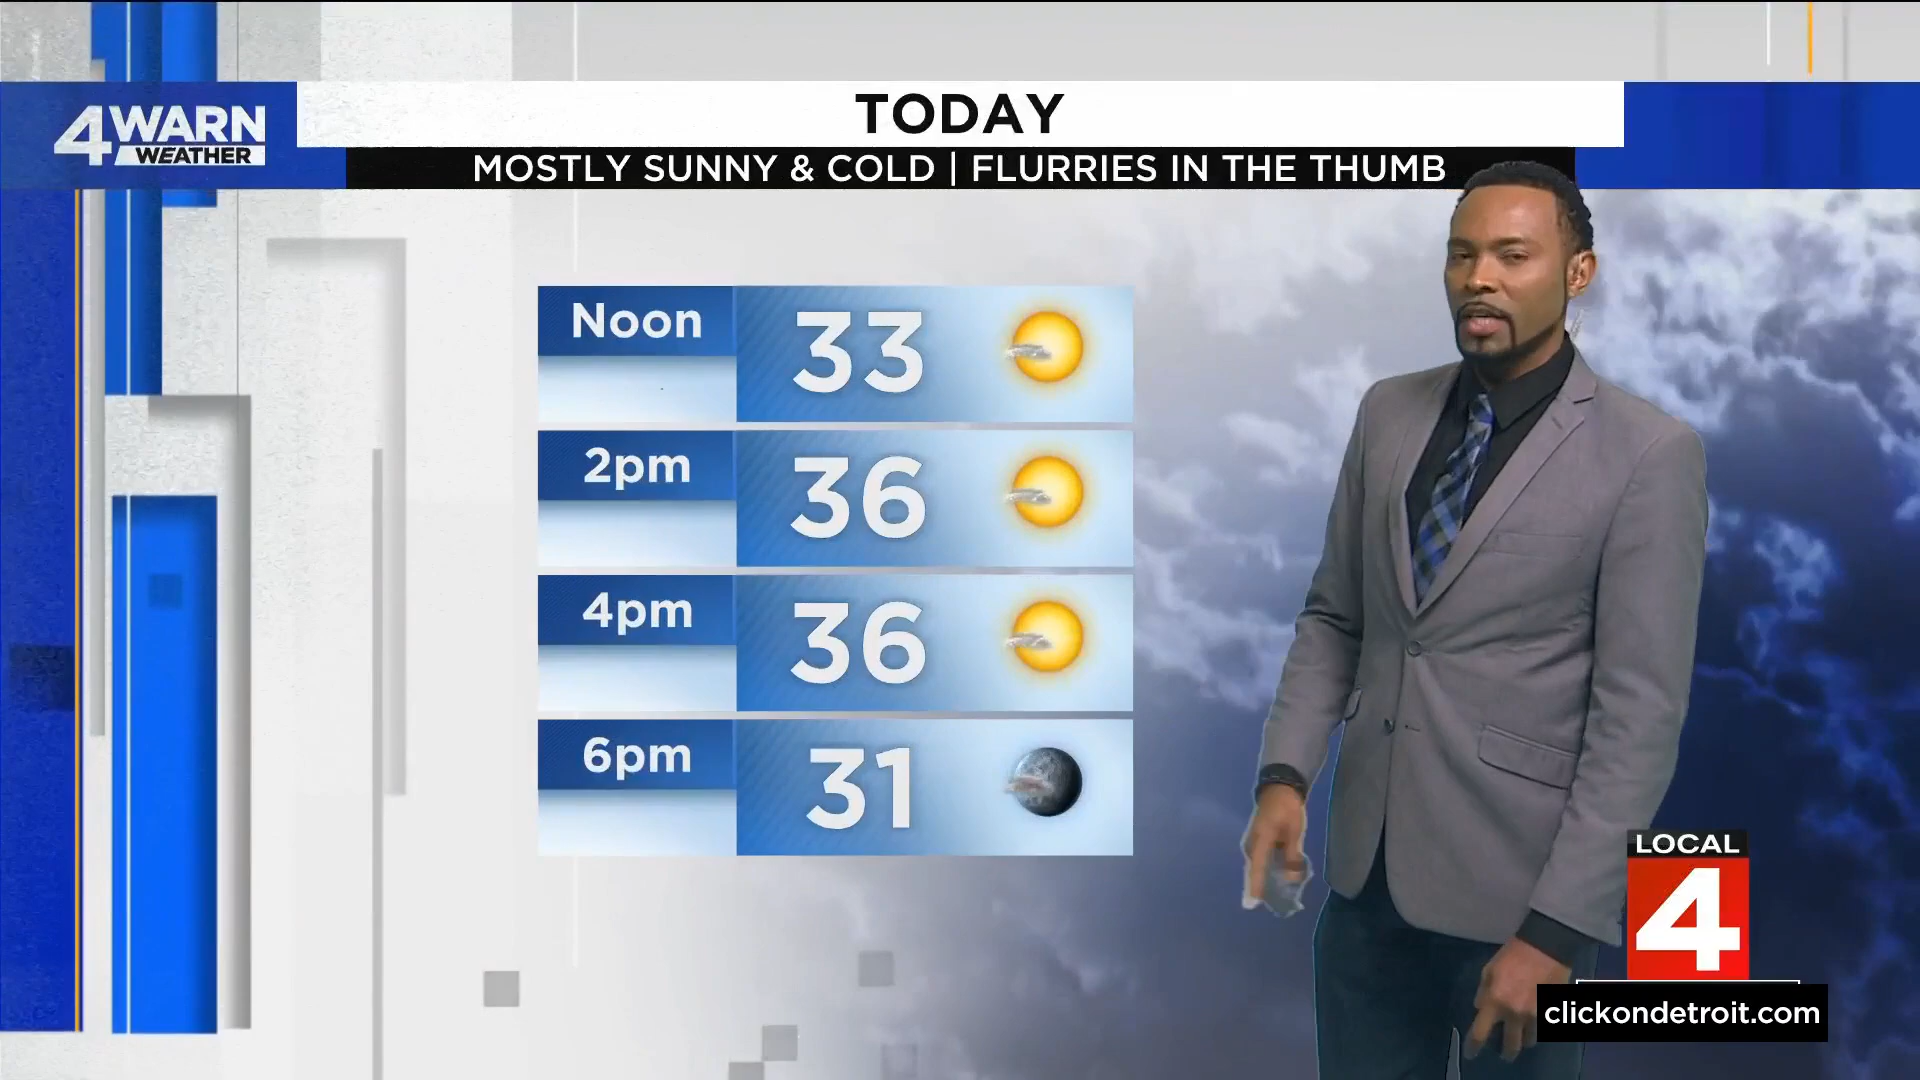 4WARN
WEATHER
TODAY
MOSTLY SUNNY & COLD | FLURRIES IN THE THUMB
Noon 33
2pm 36
4pm 36
6pm 31
LOCAL
4
clickondetroit.com